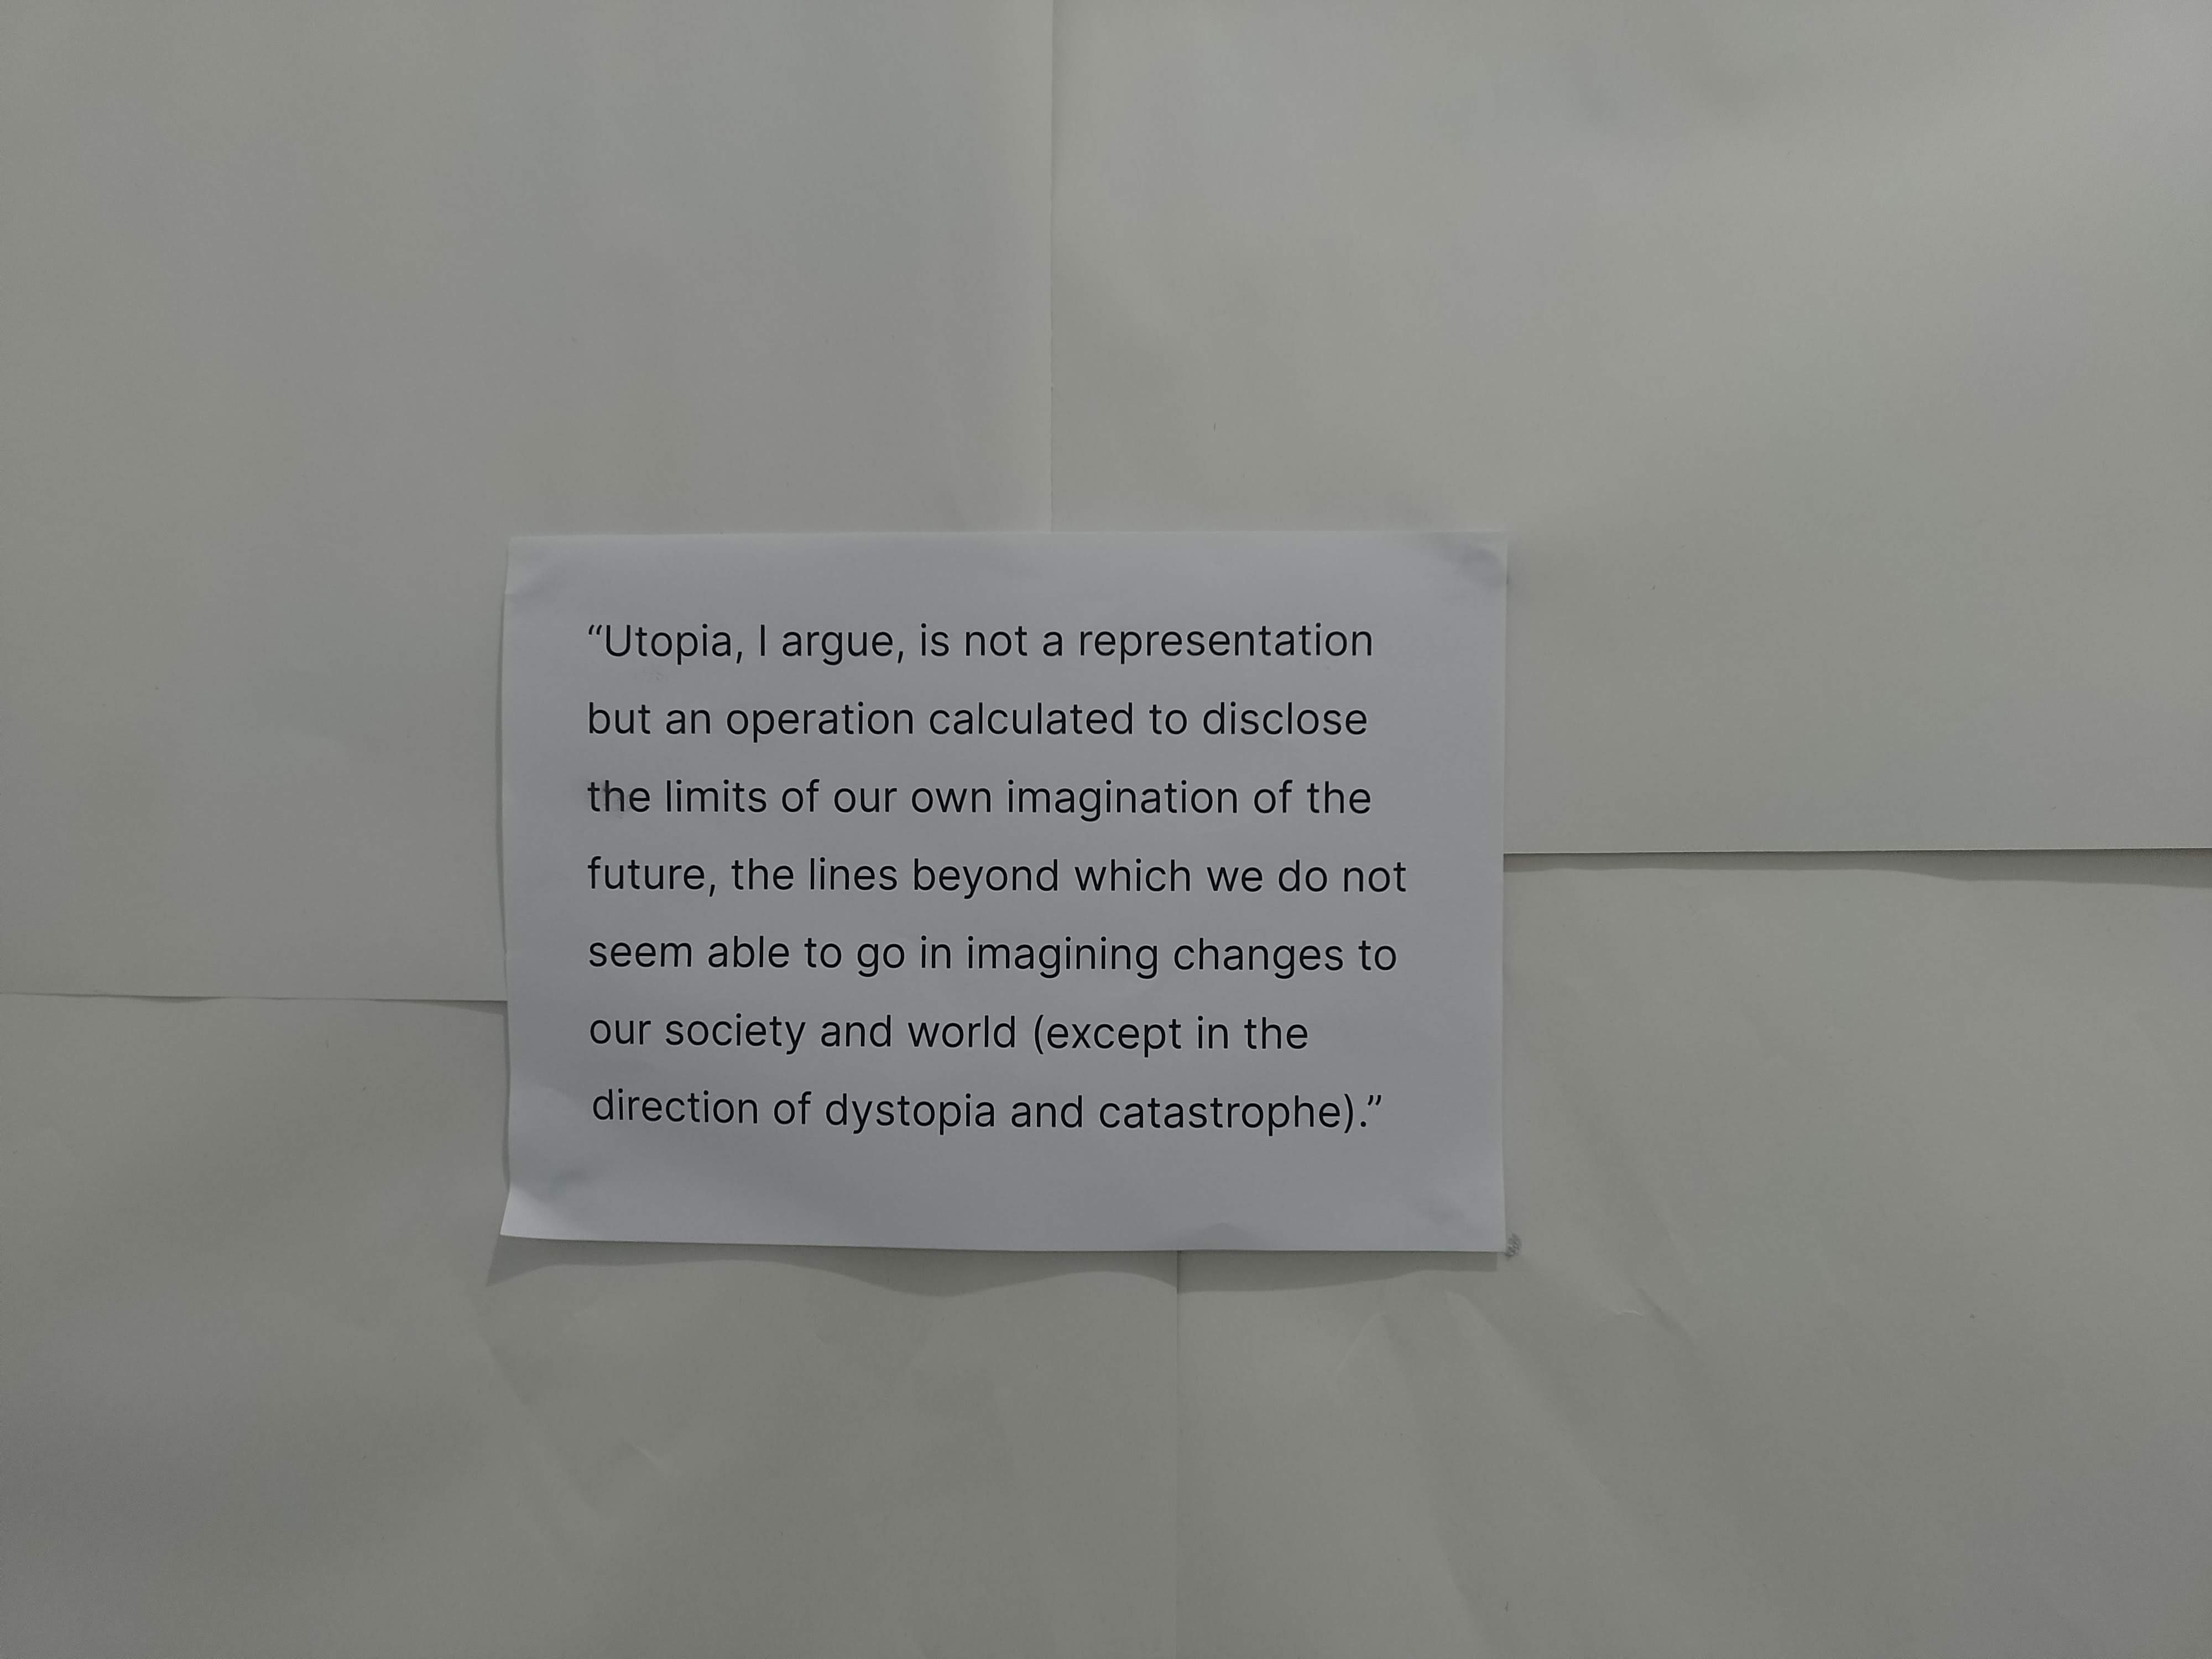 “Utopia, I argue, is not a representation
but an operation calculated to disclose
the limits of our own imagination of the
future, the lines beyond which we do not
seem able to go in imagining changes to
our society and world (except in the
direction of dystopia and catastrophe).”